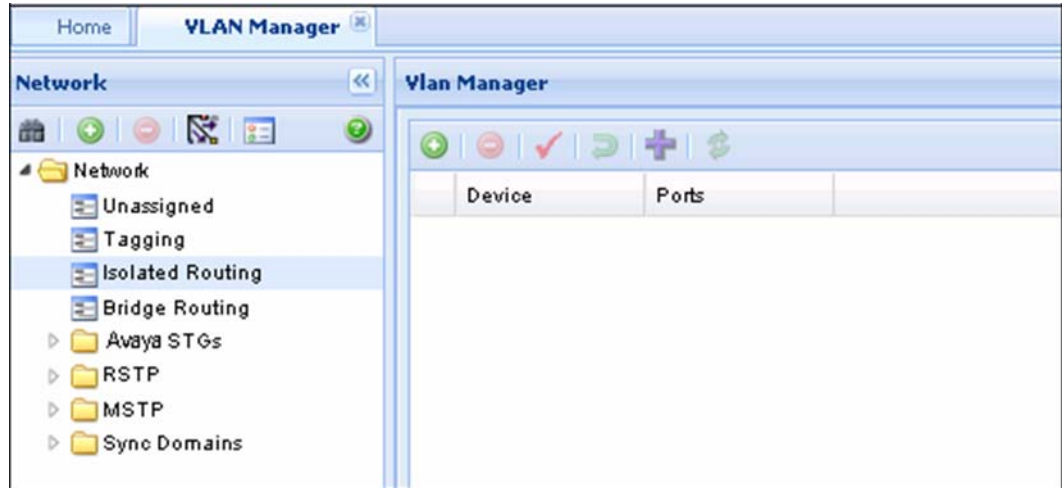 Home
VLAN Manager
Network
Vlan Manager
Network
Unassigned
Tagging
Isolated Routing
Bridge Routing
Avaya STGs
RSTP
MSTP
Sync Domains
Device
Ports